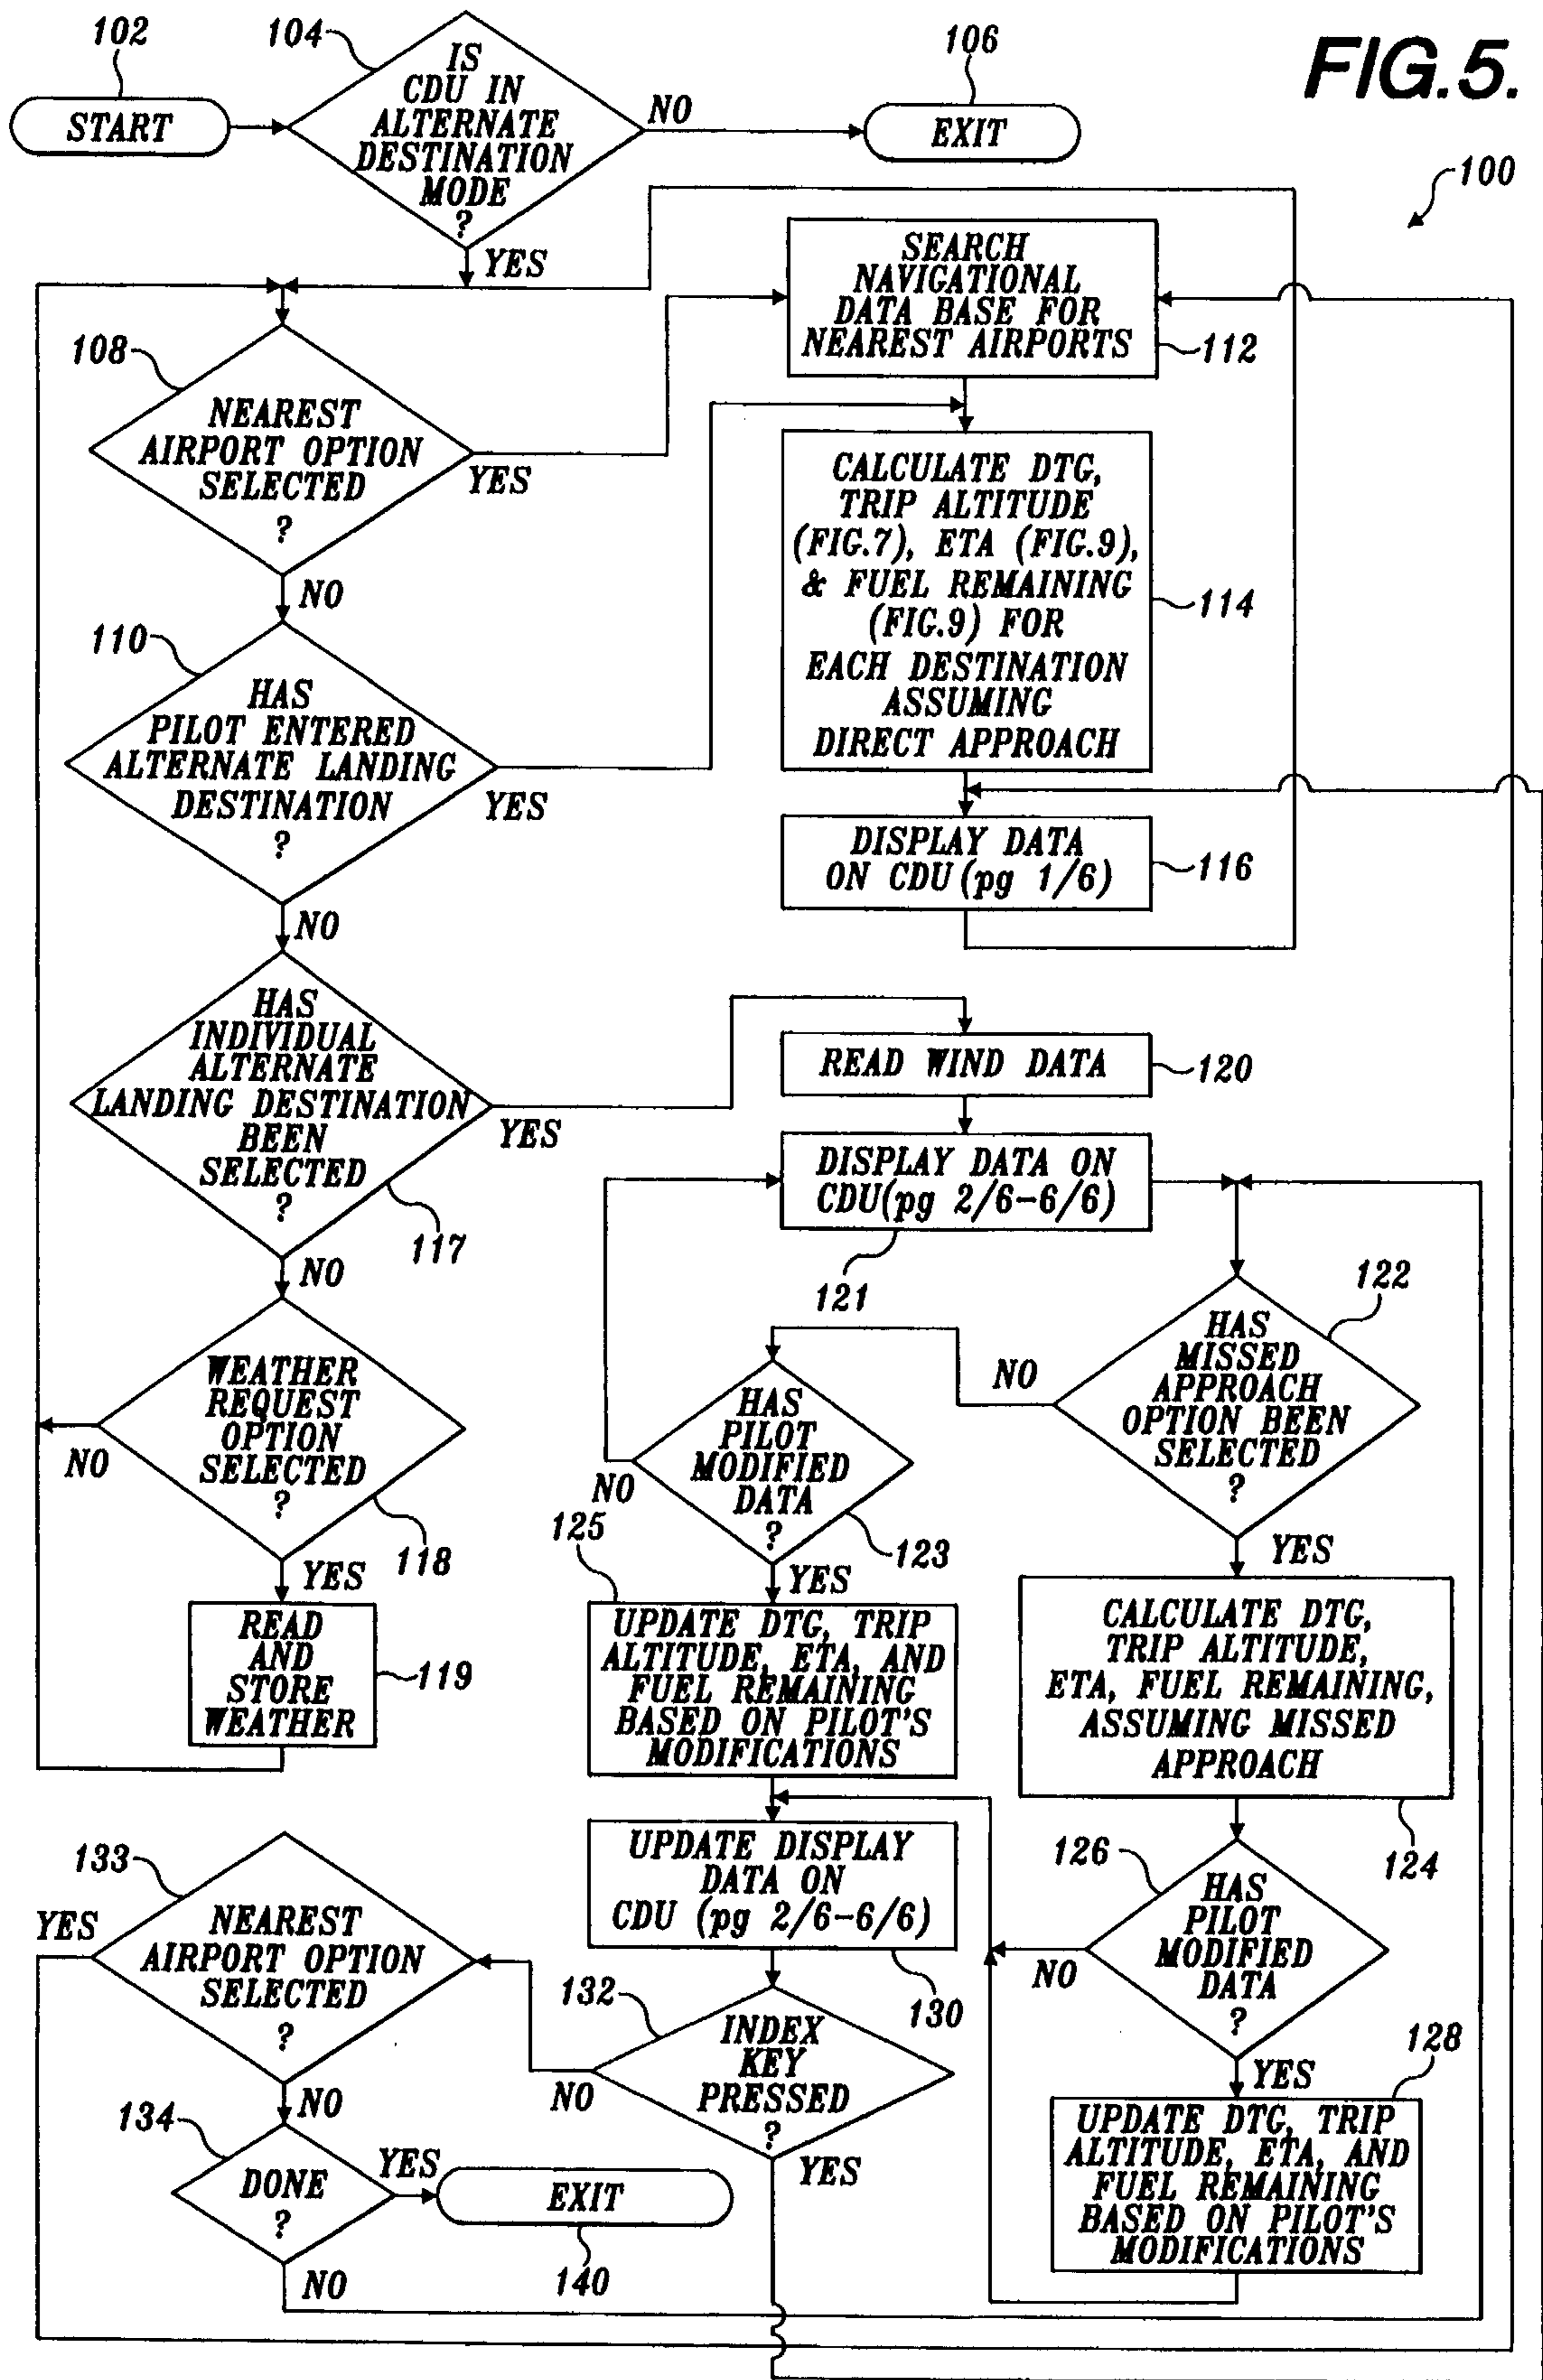 FIG.5.
100
102
START
104
IS
CDU IN
ALTERNATE
DESTINATION
MODE
?
NO
106
EXIT
YES
108
NEAREST
AIRPORT OPTION
SELECTED
?
YES
NO
SEARCH
NAVIGATIONAL
DATA BASE FOR
NEAREST AIRPORTS
112
110
HAS
PILOT ENTERED
ALTERNATE LANDING
DESTINATION
?
YES
NO
CALCULATE DTG,
TRIP ALTITUDE
(FIG.7), ETA (FIG.9),
& FUEL REMAINING
(FIG.9) FOR
EACH DESTINATION
ASSUMING
DIRECT APPROACH
114
DISPLAY DATA
ON CDU (pg 1/6)
116
HAS
INDIVIDUAL
ALTERNATE
LANDING DESTINATION
BEEN
SELECTED
?
117
YES
NO
READ WIND DATA
120
DISPLAY DATA ON
CDU(pg 2/6-6/6)
121
WEATHER
REQUEST
OPTION
SELECTED
?
118
NO
YES
READ
AND
STORE
WEATHER
119
122
HAS
MISSED
APPROACH
OPTION BEEN
SELECTED
?
NO
YES
HAS
PILOT
MODIFIED
DATA
?
123
NO
YES
125
UPDATE DTG, TRIP
ALTITUDE, ETA, AND
FUEL REMAINING
BASED ON PILOT'S
MODIFICATIONS
CALCULATE DTG,
TRIP ALTITUDE,
ETA, FUEL REMAINING,
ASSUMING MISSED
APPROACH
124
UPDATE DISPLAY
DATA ON
CDU (pg 2/6-6/6)
130
126
HAS
PILOT
MODIFIED
DATA
?
NO
YES
128
UPDATE DTG, TRIP
ALTITUDE, ETA, AND
FUEL REMAINING
BASED ON PILOT'S
MODIFICATIONS
132
INDEX
KEY
PRESSED
?
NO
YES
133
YES
NEAREST
AIRPORT OPTION
SELECTED
?
NO
134
DONE
?
YES
EXIT
140
NO